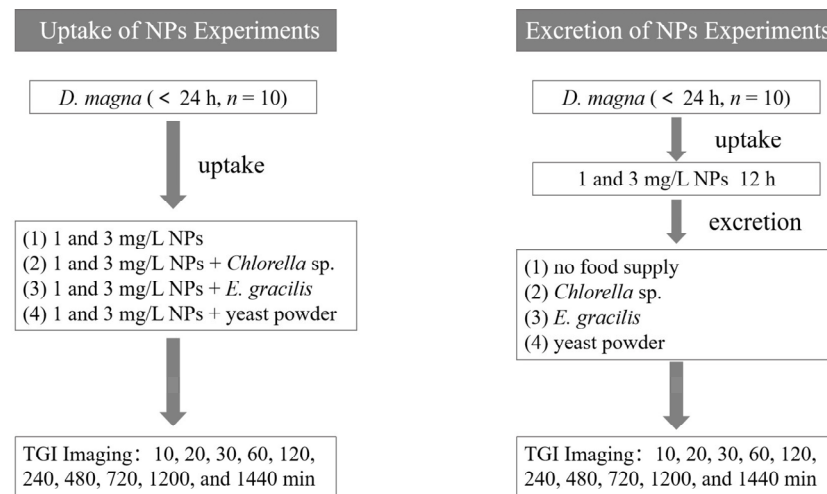 Uptake of NPs Experiments
D. magna ( < 24 h, n = 10)
uptake
(1) 1 and 3 mg/L NPs
(2) 1 and 3 mg/L NPs + Chlorella sp.
(3) 1 and 3 mg/L NPs + E. gracilis
(4) 1 and 3 mg/L NPs + yeast powder
TGI Imaging: 10, 20, 30, 60, 120,
240, 480, 720, 1200, and 1440 min
Excretion of NPs Experiments
D. magna ( < 24 h, n = 10)
uptake
1 and 3 mg/L NPs 12 h
excretion
(1) no food supply
(2) Chlorella sp.
(3) E. gracilis
(4) yeast powder
TGI Imaging: 10, 20, 30, 60, 120,
240, 480, 720, 1200, and 1440 min